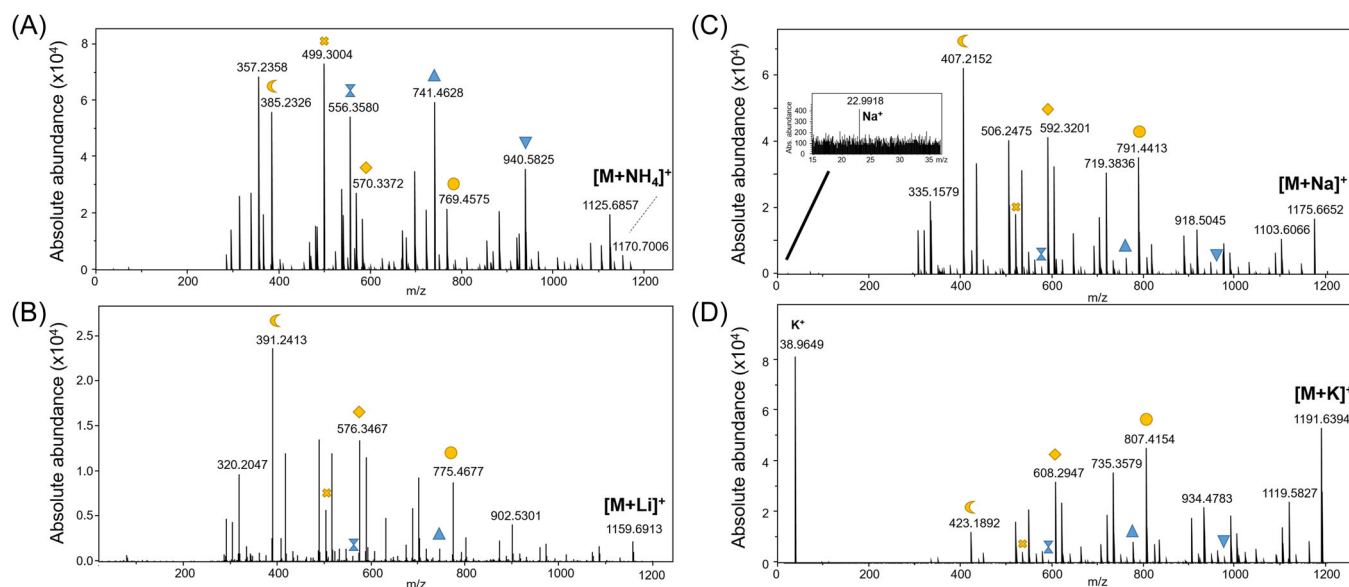 (A)
Absolute abundance (x10⁴)
8
6
4
2
0
357.2358
385.2326
499.3004
556.3580
570.3372
741.4628
769.4575
940.5825
[M+NH₄]⁺
1125.6857
1170.7006
0 200 400 600 800 1000 1200
m/z
(B)
Absolute abundance (x10⁴)
2.5
2.0
1.5
1.0
0.5
0.0
320.2047
391.2413
576.3467
775.4677
902.5301
[M+Li]⁺
1159.6913
200 400 600 800 1000 1200
m/z
(C)
Absolute abundance (x10⁴)
6
4
2
0
335.1579
407.2152
506.2475
592.3201
719.3836
791.4413
918.5045
1103.6066
[M+Na]⁺
1175.6652
Abs. abundance
400
300
200
100
0
22.9918
Na⁺
15 20 25 30 35 m/z
0 200 400 600 800 1000 1200
m/z
(D)
Absolute abundance (x10⁴)
8
6
4
2
0
K⁺
38.9649
423.1892
608.2947
735.3579
807.4154
934.4783
1119.5827
[M+K]⁺
1191.6394
0 200 400 600 800 1000 1200
m/z